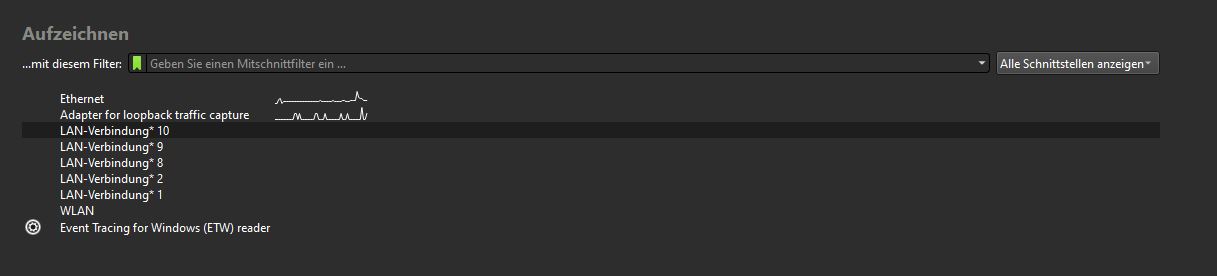 Aufzeichnen
...mit diesem Filter: Geben Sie einen Mitschnittfilter ein ... Alle Schnittstellen anzeigen
Ethernet
Adapter for loopback traffic capture
LAN-Verbindung* 10
LAN-Verbindung* 9
LAN-Verbindung* 8
LAN-Verbindung* 2
LAN-Verbindung* 1
WLAN
Event Tracing for Windows (ETW) reader